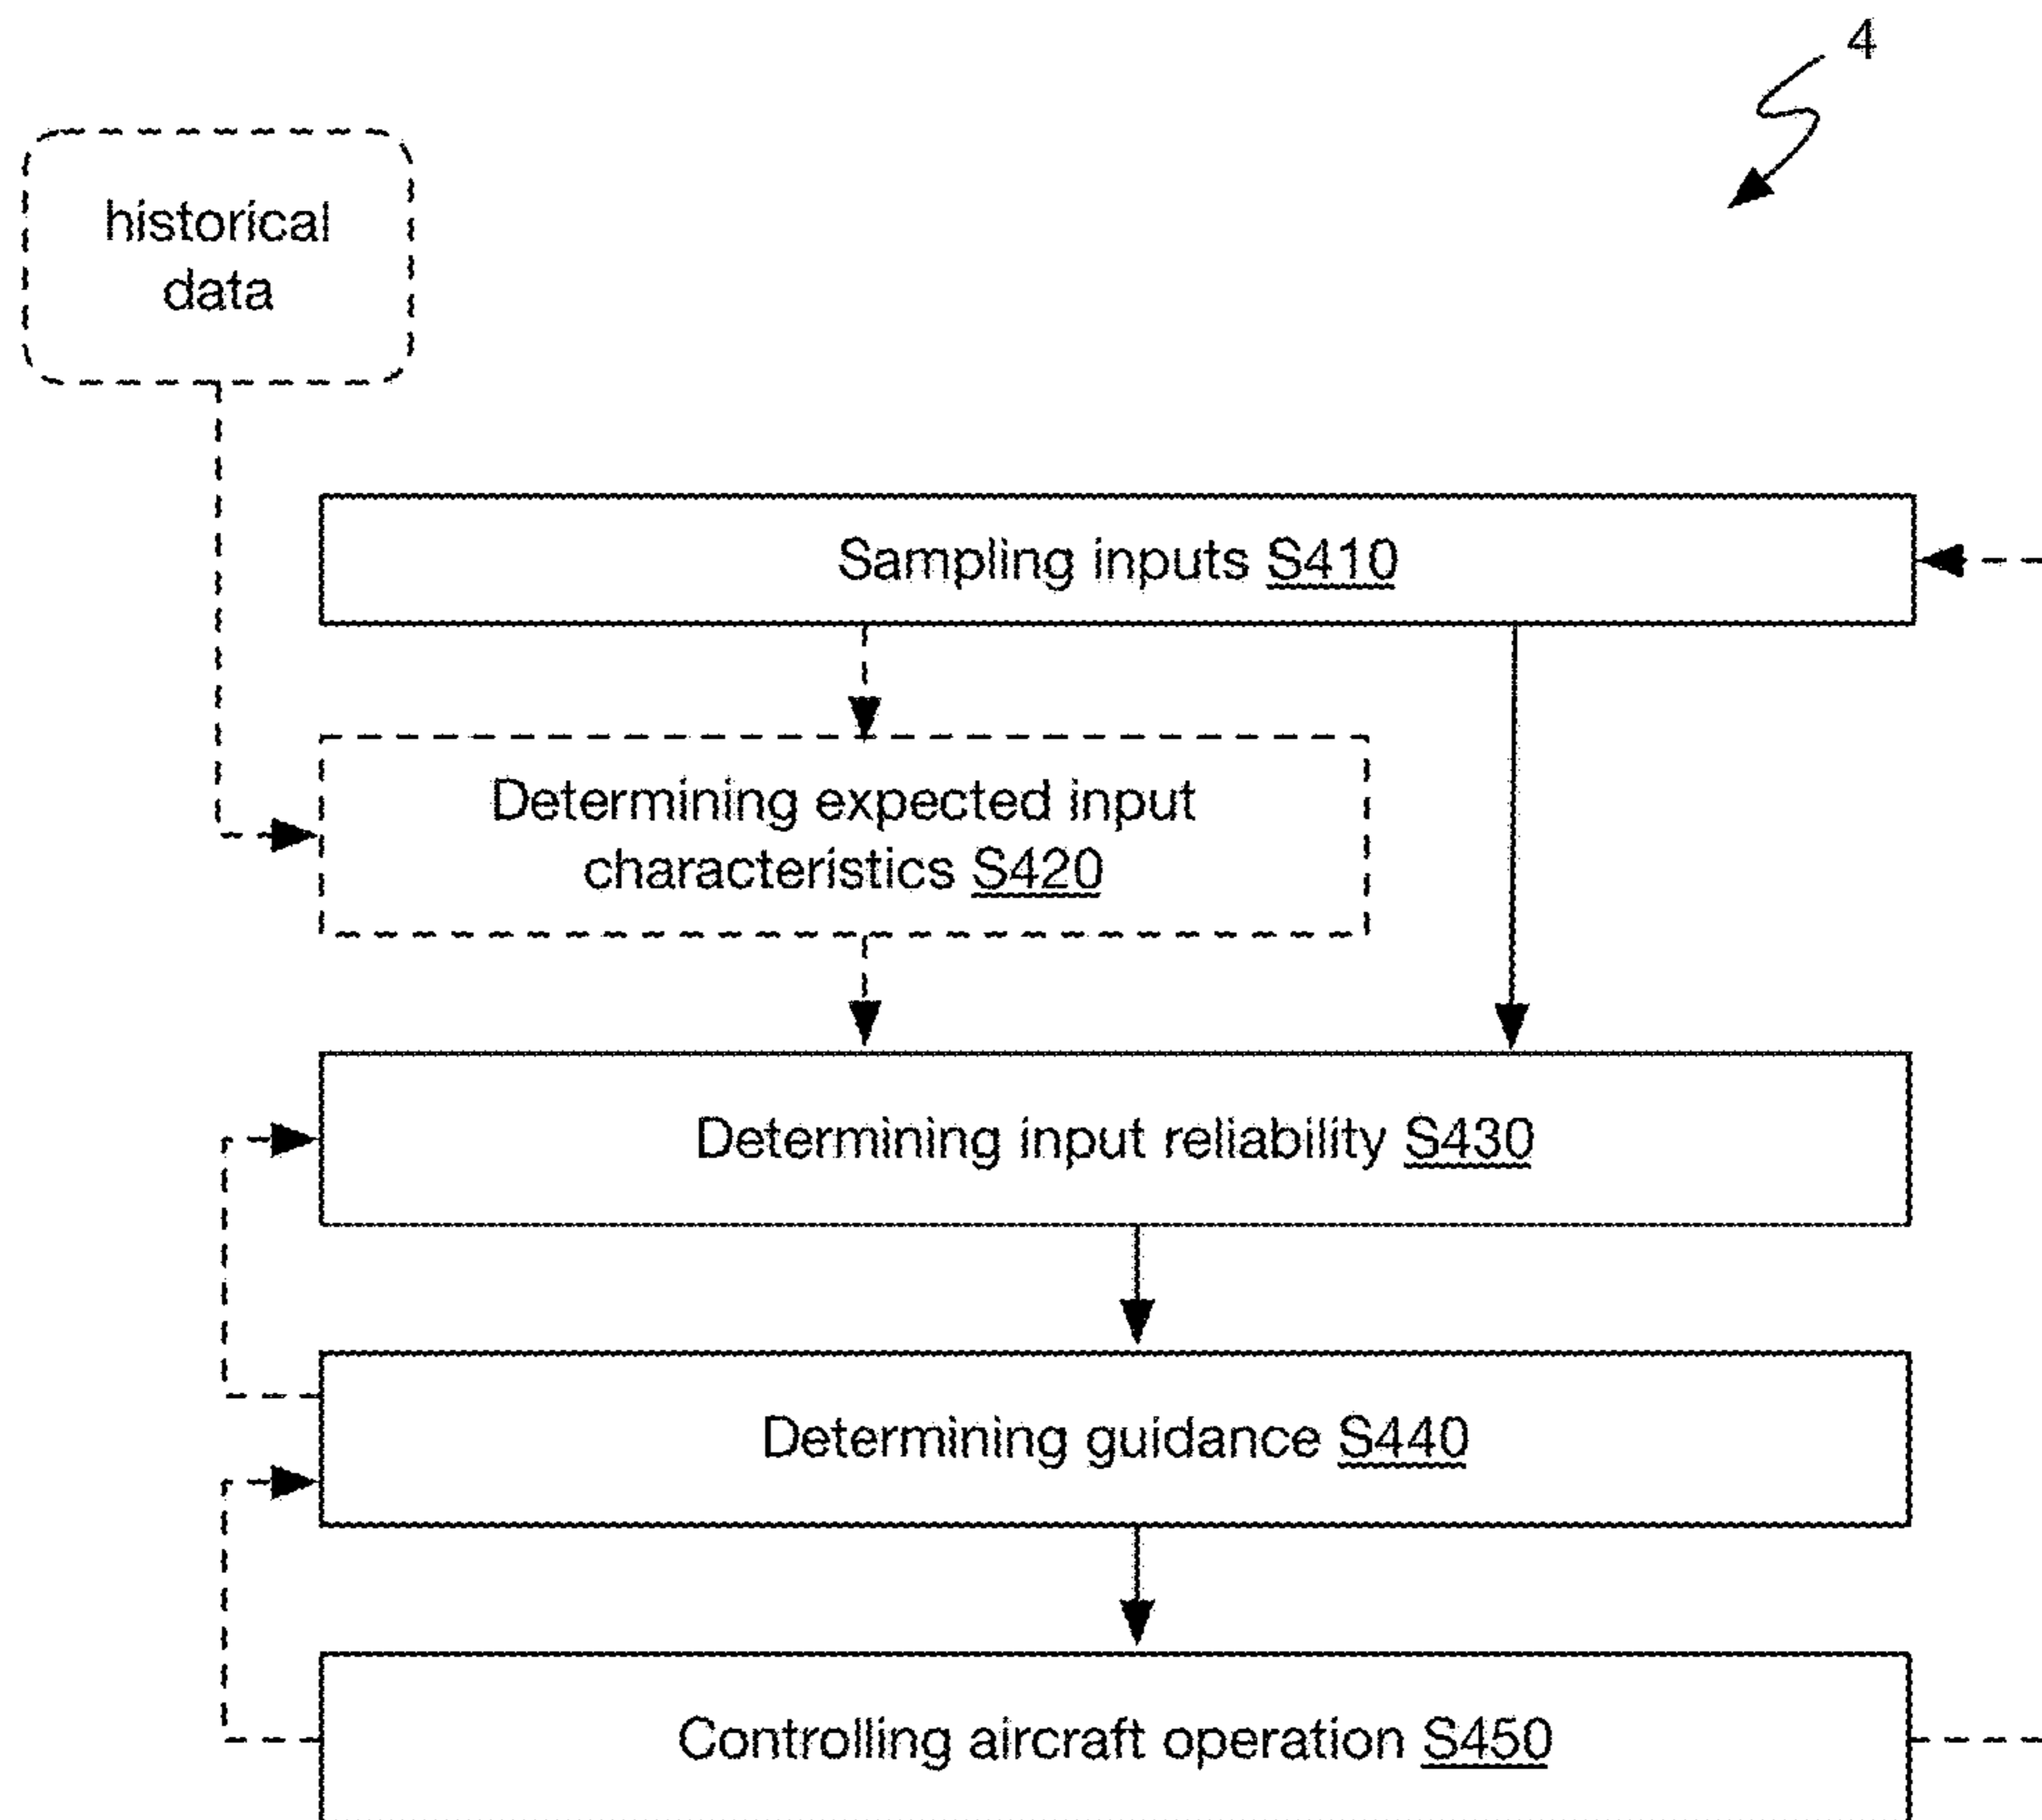 4
historical
data
Sampling inputs S410
Determining expected input
characteristics S420
Determining input reliability S430
Determining guidance S440
Controlling aircraft operation S450